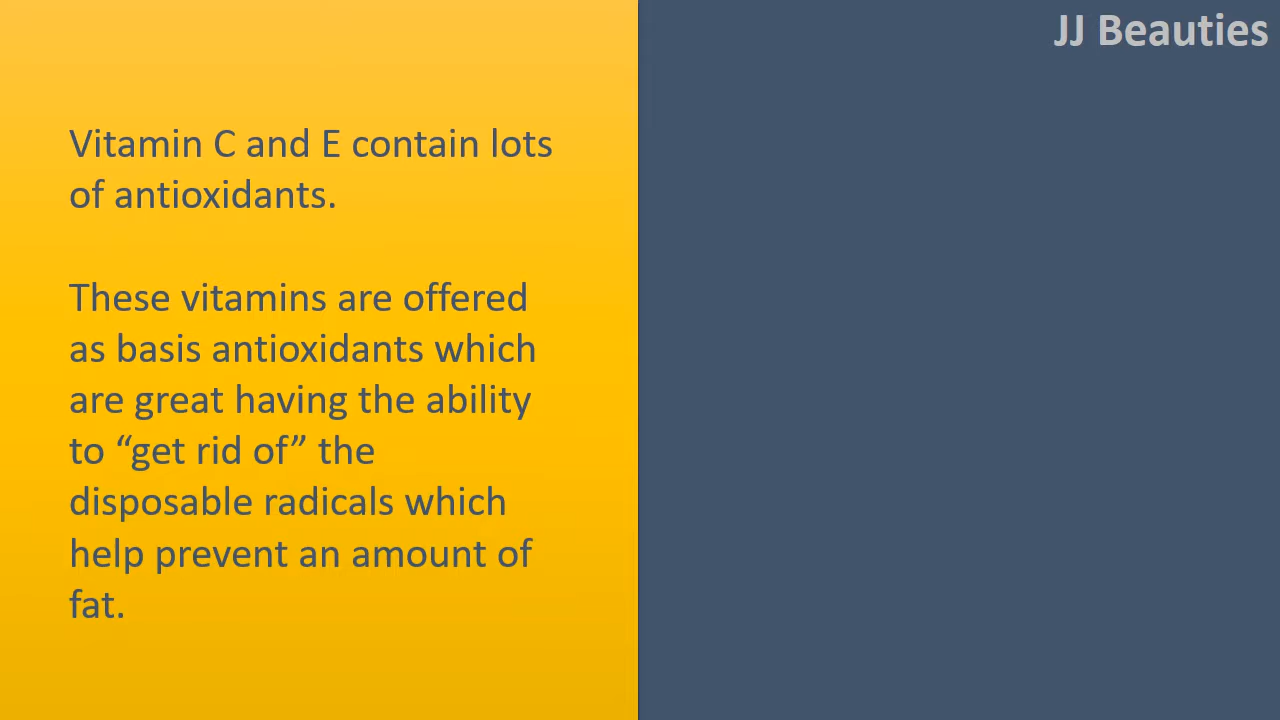 JJ Beauties
Vitamin C and E contain lots
of antioxidants.
These vitamins are offered
as basis antioxidants which
are great having the ability
to “get rid of” the
disposable radicals which
help prevent an amount of
fat.